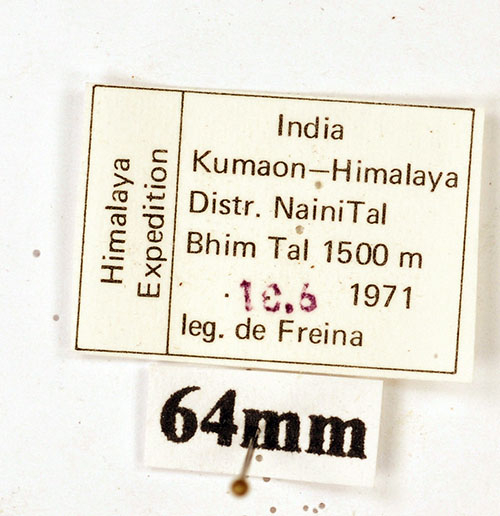 Himalaya
Expedition
India
Kumaon—Himalaya
Distr. NainiTal
Bhim Tal 1500 m
1971
leg. de Freina
64mm